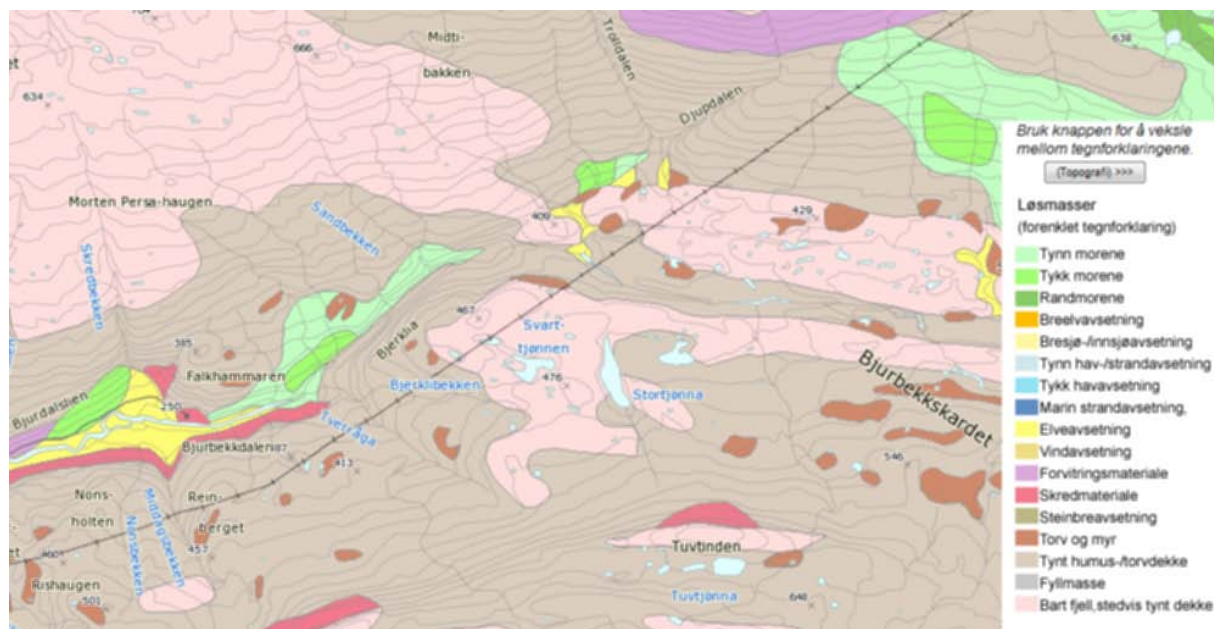 666
Midti-
bakken
Trolldalen
638
634
Djupdalen
Morten Persa-haugen
Sandbekken
409
429
Skredbekken
467
Svart-
tjønnen
385
Bjerklia
Falkhammaren
Bjerklibekken
476
Stortjønna
Bjurbekkskardet
Bjurdalslien
250
Tverråga
Bjurbekkdalen
413
546
Nons-
holten
Middagsbekken
Nonsbekken
Rein-
berget
457
Tuvtinden
Rishaugen
501
Tuvtjønna
648
Bruk knappen for å veksle
mellom tegnforklaringene.
(Topografi) >>>
Løsmasser
(forenklet tegnforklaring)
Tynn morene
Tykk morene
Randmorene
Breelvavsetning
Bresjø-/innsjøavsetning
Tynn hav-/strandavsetning
Tykk havavsetning
Marin strandavsetning,
Elveavsetning
Vindavsetning
Forvitringsmateriale
Skredmateriale
Steinbreavsetning
Torv og myr
Tynt humus-/torvdekke
Fyllmasse
Bart fjell,stedvis tynt dekke